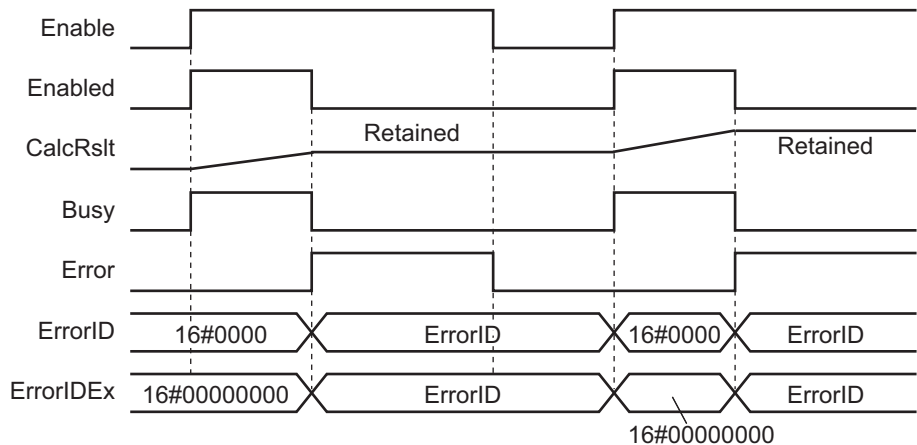 Enable
Enabled
CalcRslt
Retained
Retained
Busy
Error
ErrorID
16#0000
ErrorID
16#0000
ErrorID
ErrorIDEx
16#00000000
ErrorID
ErrorID
16#00000000